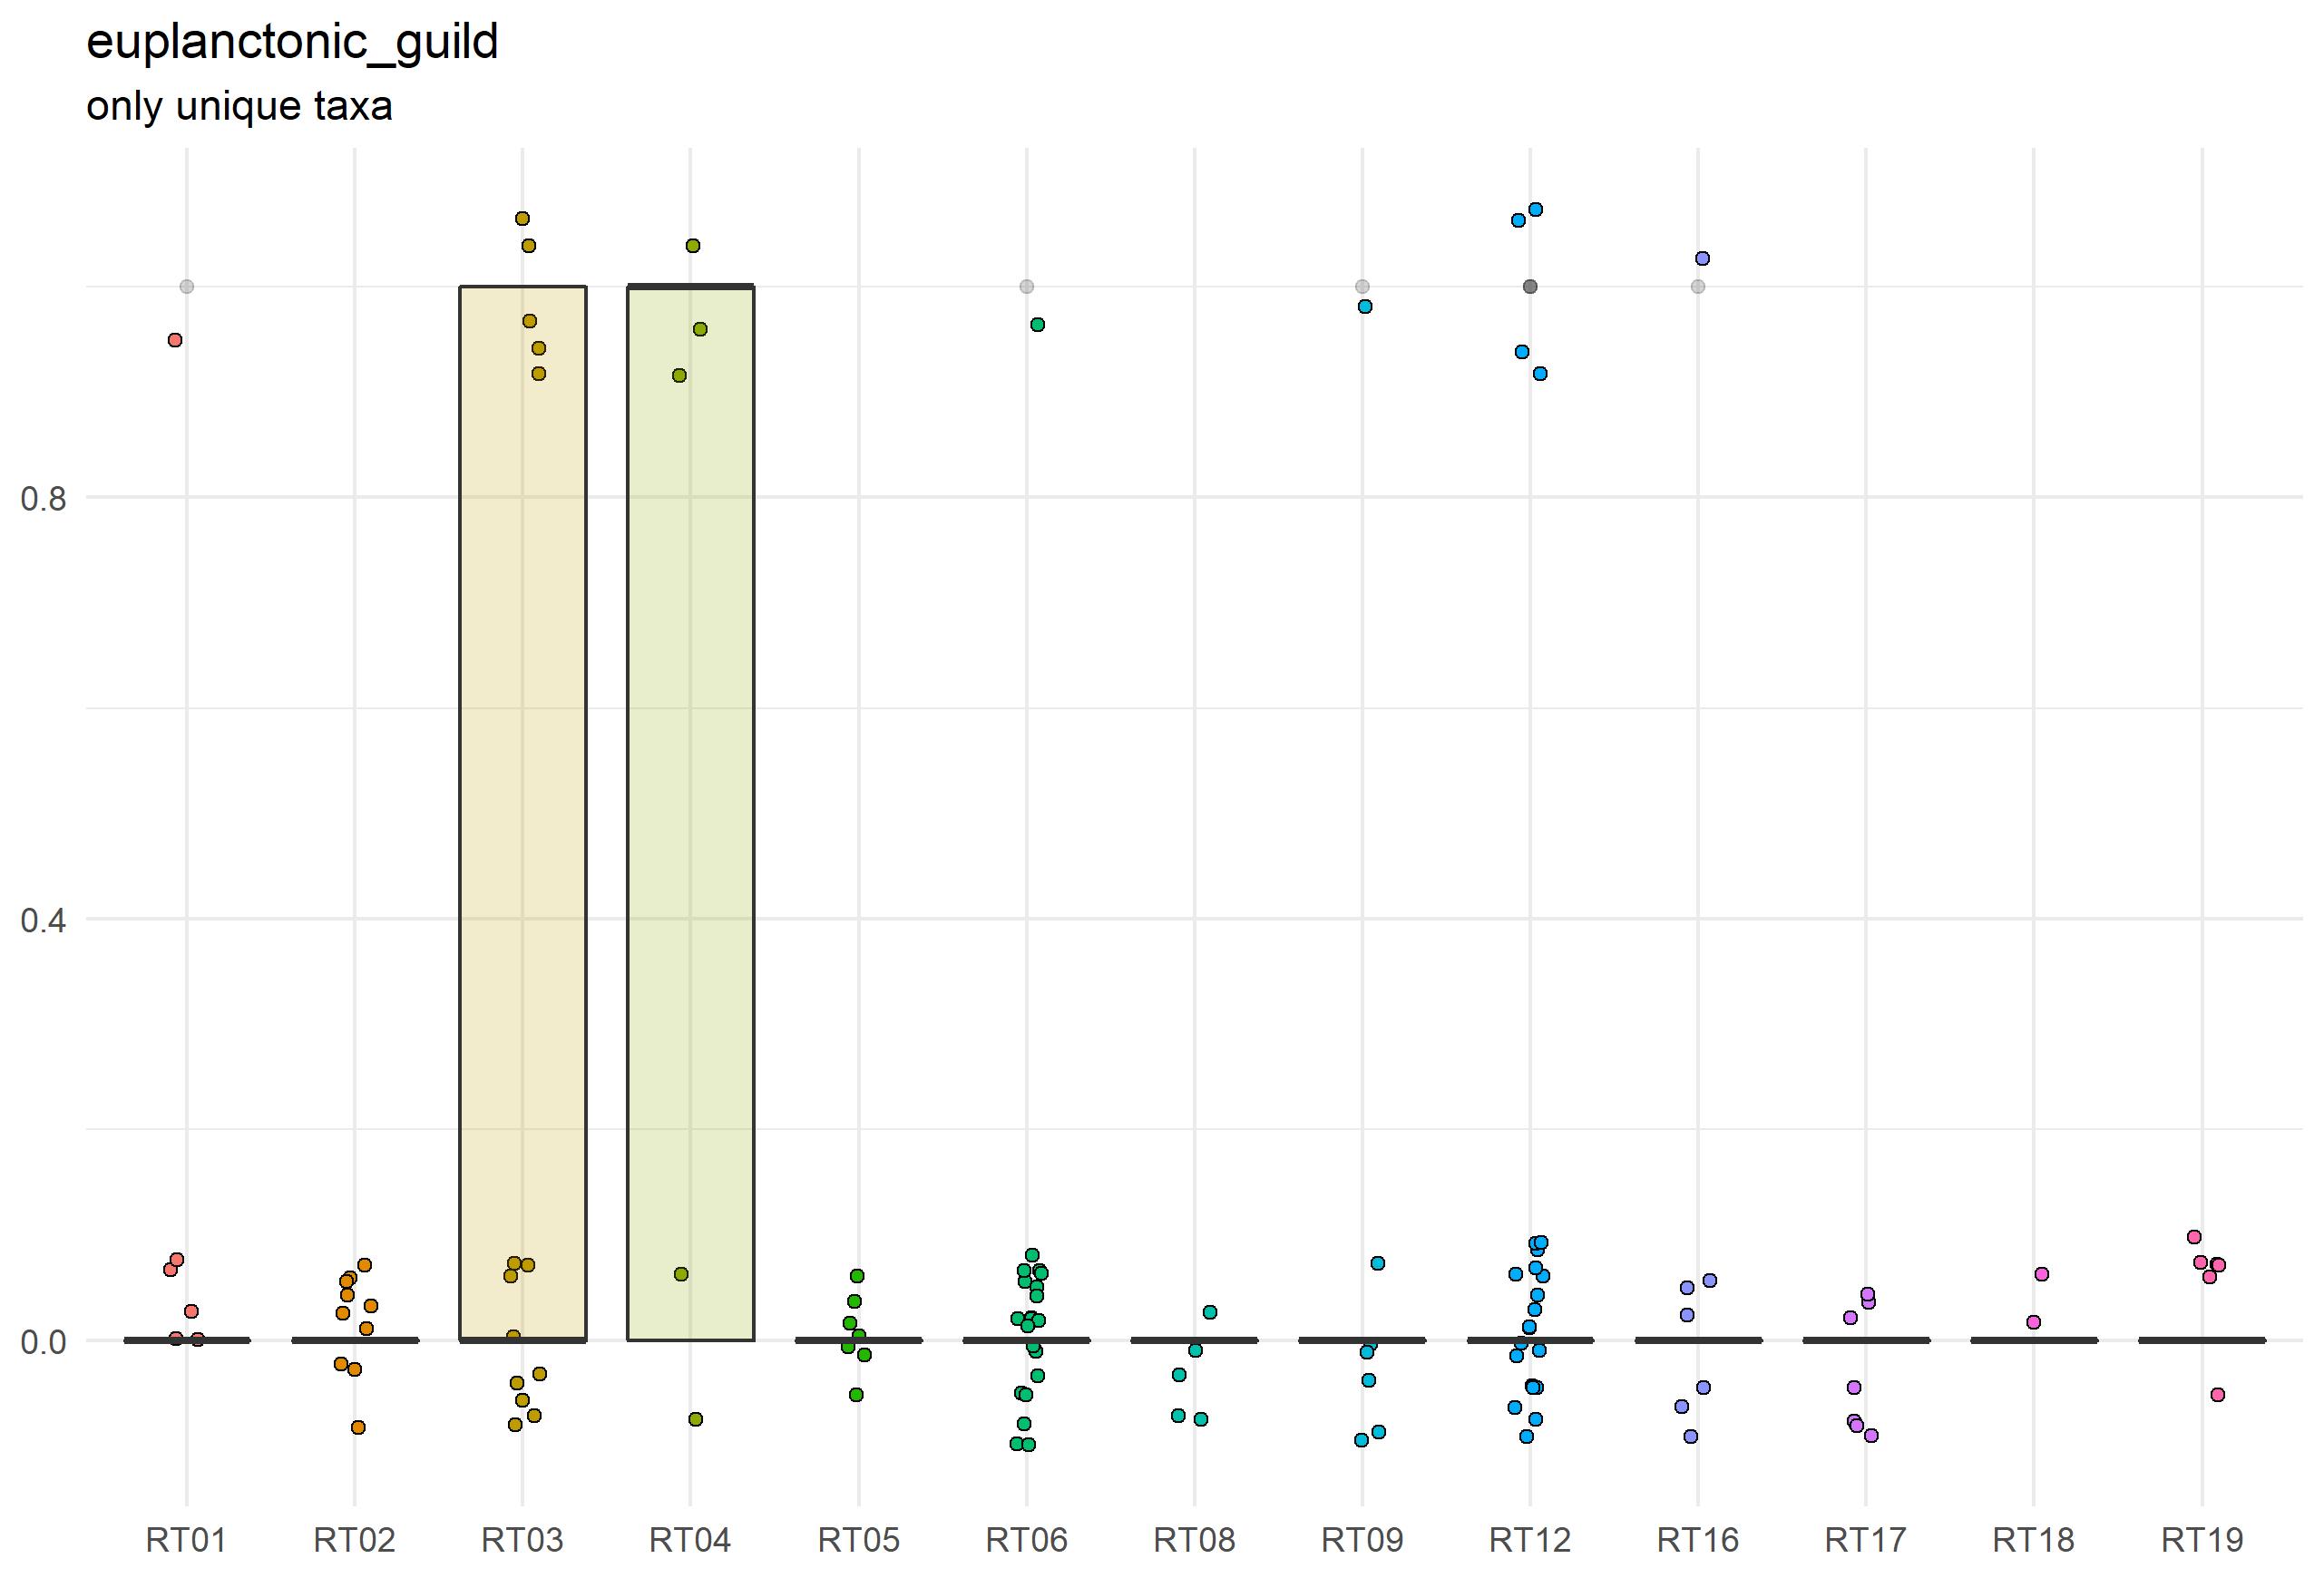 euplanctonic_guild
only unique taxa
0.8
0.4
0.0
RT01 RT02 RT03 RT04 RT05 RT06 RT08 RT09 RT12 RT16 RT17 RT18 RT19